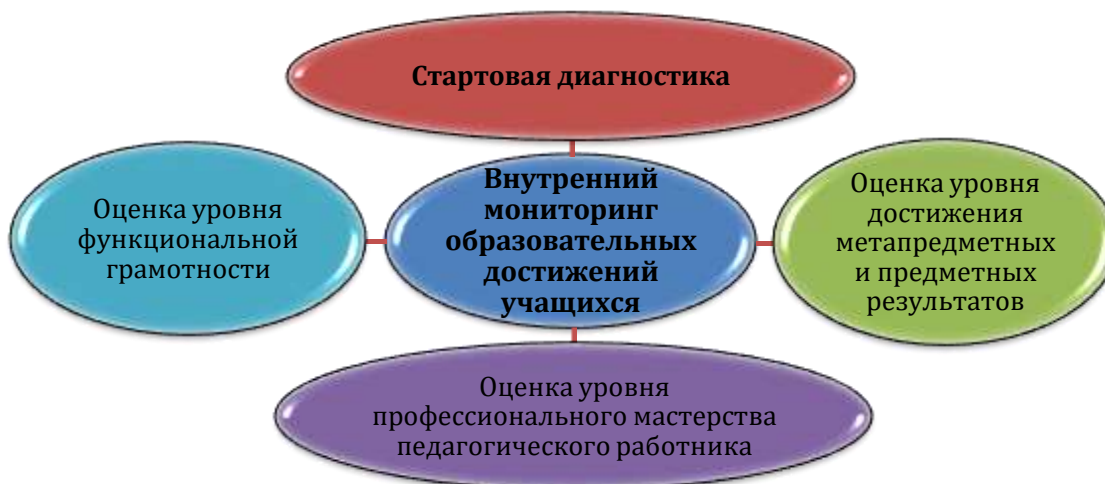 Стартовая диагностика
Оценка уровня
функциональной
грамотности
Внутренний
мониторинг
образовательных
достижений
учащихся
Оценка уровня
достижения
метапредметных
и предметных
результатов
Оценка уровня
профессионального мастерства
педагогического работника